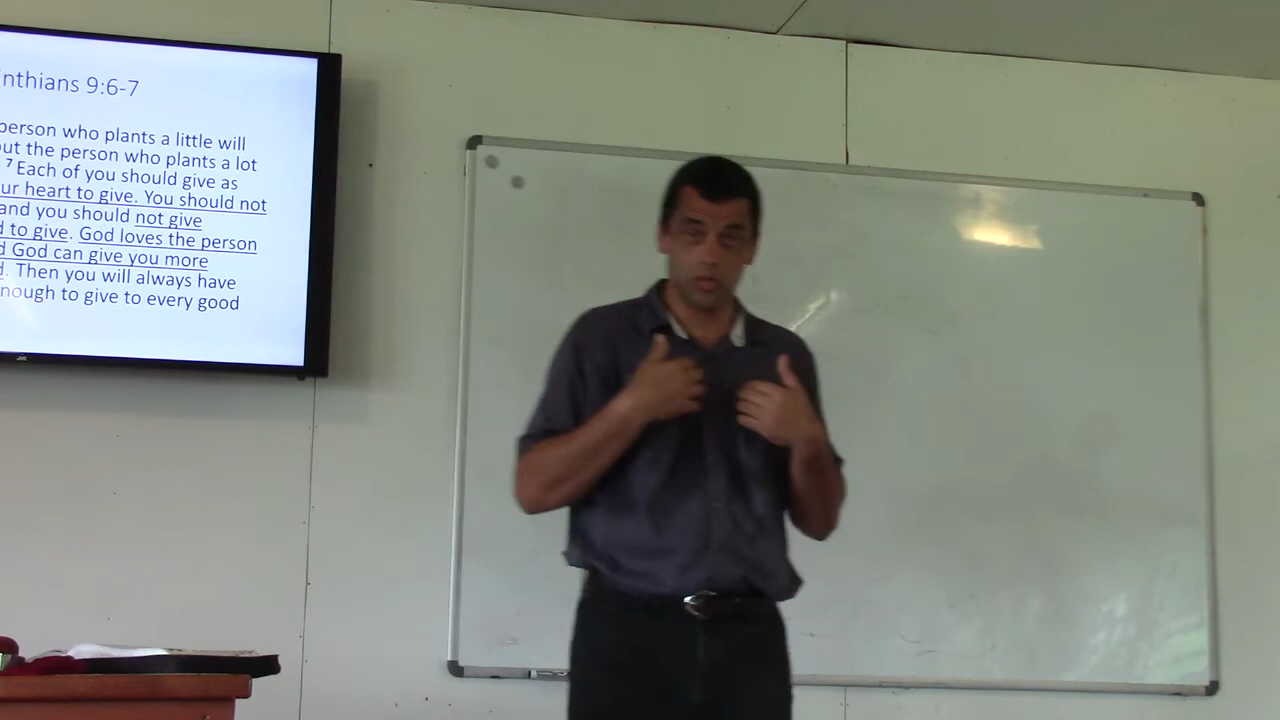 inthians 9:6-7
person who plants a little will
out the person who plants a lot
7 Each of you should give as
ur heart to give. You should not
and you should not give
d to give. God loves the person
d God can give you more
d. Then you will always have
nough to give to every good
JVC